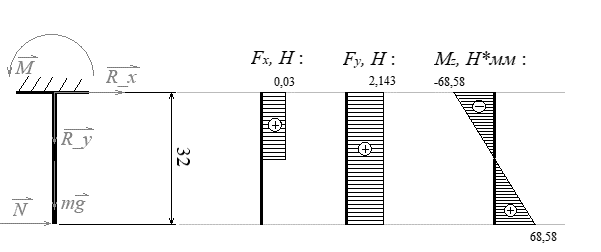 M
R_x
Fx, Н :
Fy, Н :
Mz, Н*мм :
0,03
2,143
-68,58
+
+
−
R_y
32
N
mg
+
68,58